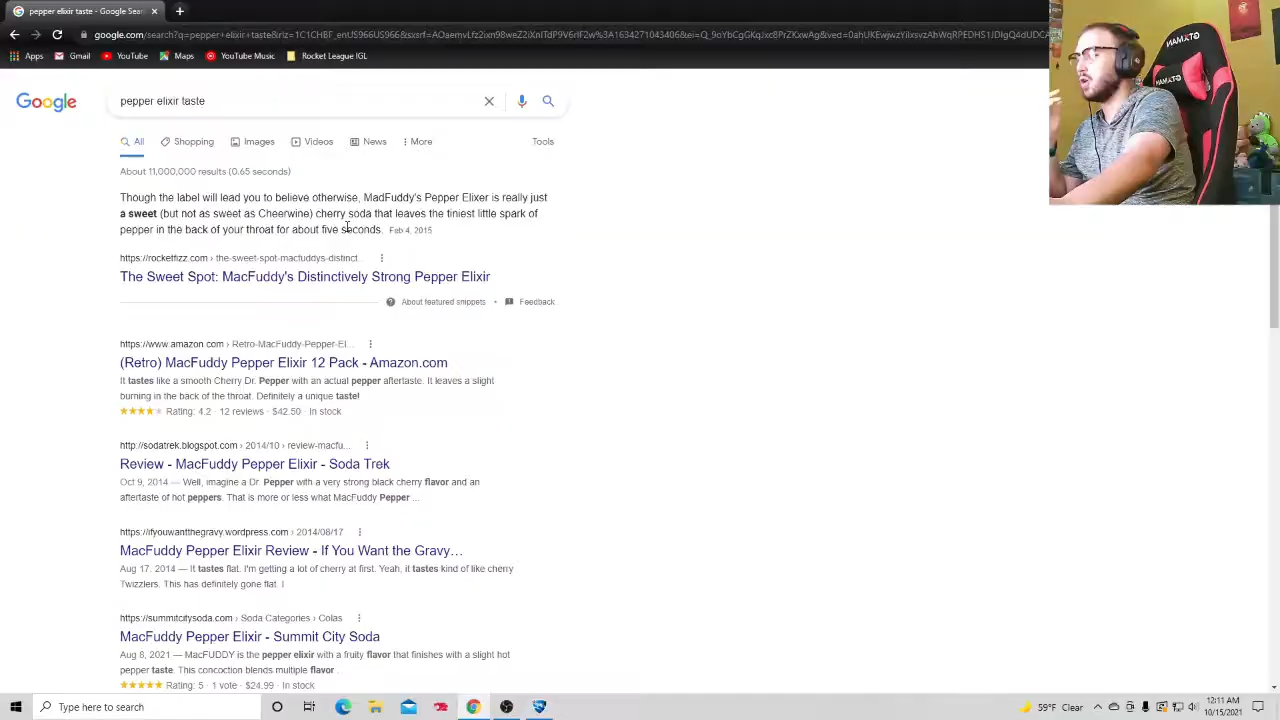 pepper elixir taste
google.com/search?q=pepper+elixir+taste&rlz=
Apps Gmail YouTube Maps YouTube Music Rocket League IGL
GTRACING
Google pepper elixir taste
All Shopping Images Videos News More Tools
About 11,000,000 results (0.65 seconds)
Though the label will lead you to believe otherwise, MadFuddy's Pepper Elixer is really just
a sweet (but not as sweet as Cheerwine) cherry soda that leaves the tiniest little spark of
pepper in the back of your throat for about five seconds. Feb 4, 2015
https://rocketfizz.com › the-sweet-spot-macfuddys-distinct...
The Sweet Spot: MacFuddy's Distinctively Strong Pepper Elixir
About featured snippets • Feedback
https://www.amazon.com › Retro-MacFuddy-Pepper-El...
(Retro) MacFuddy Pepper Elixir 12 Pack - Amazon.com
It tastes like a smooth Cherry Dr. Pepper with an actual pepper aftertaste. It leaves a slight
burning in the back of the throat. Definitely a unique taste!
Rating: 4.2 · 12 reviews · $42.50 · In stock
http://sodatrek.blogspot.com › 2014/10 › review-macfu...
Review - MacFuddy Pepper Elixir - Soda Trek
Oct 9, 2014 — Well, imagine a Dr. Pepper with a very strong black cherry flavor and an
aftertaste of hot peppers. That is more or less what MacFuddy Pepper ...
https://ifyouwantthegravy.wordpress.com › 2014/08/17
MacFuddy Pepper Elixir Review - If You Want the Gravy…
Aug 17, 2014 — It tastes flat. I'm getting a lot of cherry at first. Yeah, it tastes kind of like cherry
Twizzlers. This has definitely gone flat. I
https://summitcitysoda.com › Soda Categories › Colas
MacFuddy Pepper Elixir - Summit City Soda
Aug 8, 2021 — MacFUDDY is the pepper elixir with a fruity flavor that finishes with a slight hot
pepper taste. This concoction blends multiple flavor .
Rating: 5 · 1 vote · $24.99 · In stock
Type here to search
59°F Clear
12:11 AM
10/15/2021